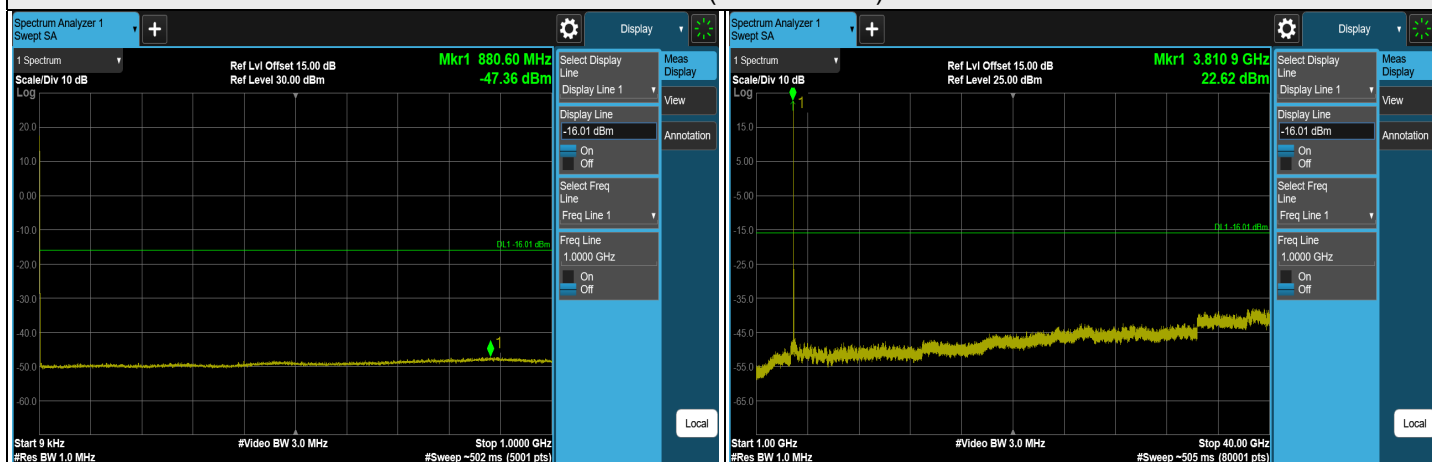 Spectrum Analyzer 1
Swept SA
+
Display
1 Spectrum
Scale/Div 10 dB
Log
Ref Lvl Offset 15.00 dB
Ref Level 30.00 dBm
Mkr1 880.60 MHz
-47.36 dBm
20.0
10.0
0.00
-10.0
-20.0
-30.0
-40.0
-50.0
-60.0
DL1 -16.01 dBm
1
Start 9 kHz
#Res BW 1.0 MHz
#Video BW 3.0 MHz
Stop 1.0000 GHz
#Sweep ~502 ms (5001 pts)
Select Display
Line
Display Line 1
Display Line
-16.01 dBm
On
Off
Select Freq
Line
Freq Line 1
Freq Line
1.0000 GHz
On
Off
Meas
Display
View
Annotation
Local
Spectrum Analyzer 1
Swept SA
+
Display
1 Spectrum
Scale/Div 10 dB
Log
Ref Lvl Offset 15.00 dB
Ref Level 25.00 dBm
Mkr1 3.810 9 GHz
22.62 dBm
1
15.0
5.00
-5.00
-15.0
-25.0
-35.0
-45.0
-55.0
-65.0
DL1 -16.01 dBm
Start 1.00 GHz
#Res BW 1.0 MHz
#Video BW 3.0 MHz
Stop 40.00 GHz
#Sweep ~505 ms (80001 pts)
Select Display
Line
Display Line 1
Display Line
-16.01 dBm
On
Off
Select Freq
Line
Freq Line 1
Freq Line
1.0000 GHz
On
Off
Meas
Display
View
Annotation
Local